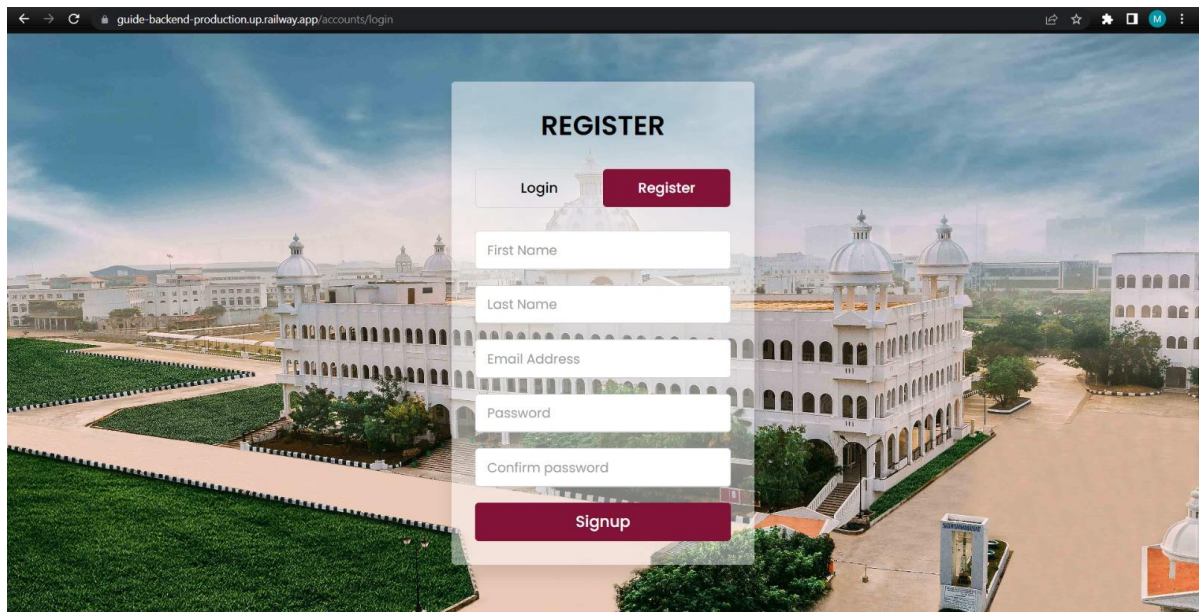 guide-backend-production.up.railway.app/accounts/login
M
REGISTER
Login Register
First Name
Last Name
Email Address
Password
Confirm password
Signup